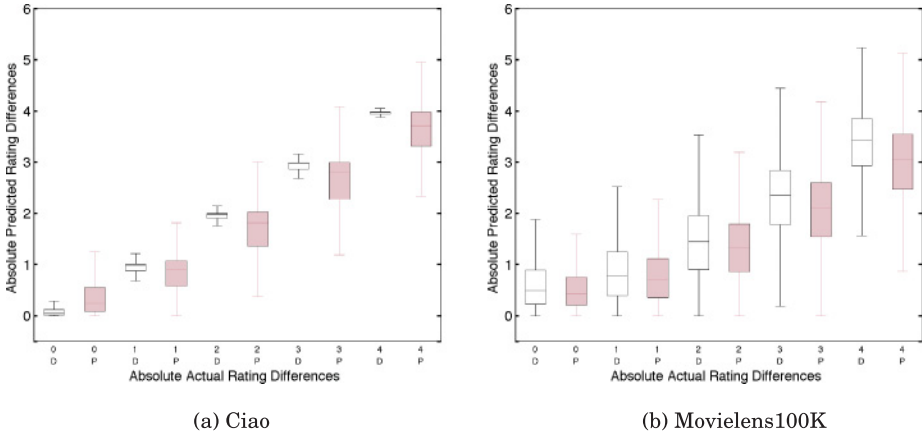 6
5
4
3
2
1
0
Absolute Predicted Rating Differences
0 0 1 1 2 2 3 3 4 4
D P D P D P D P D P
Absolute Actual Rating Differences
(a) Ciao
6
5
4
3
2
1
0
Absolute Predicted Rating Differences
0 0 1 1 2 2 3 3 4 4
D P D P D P D P D P
Absolute Actual Rating Differences
(b) Movielens100K